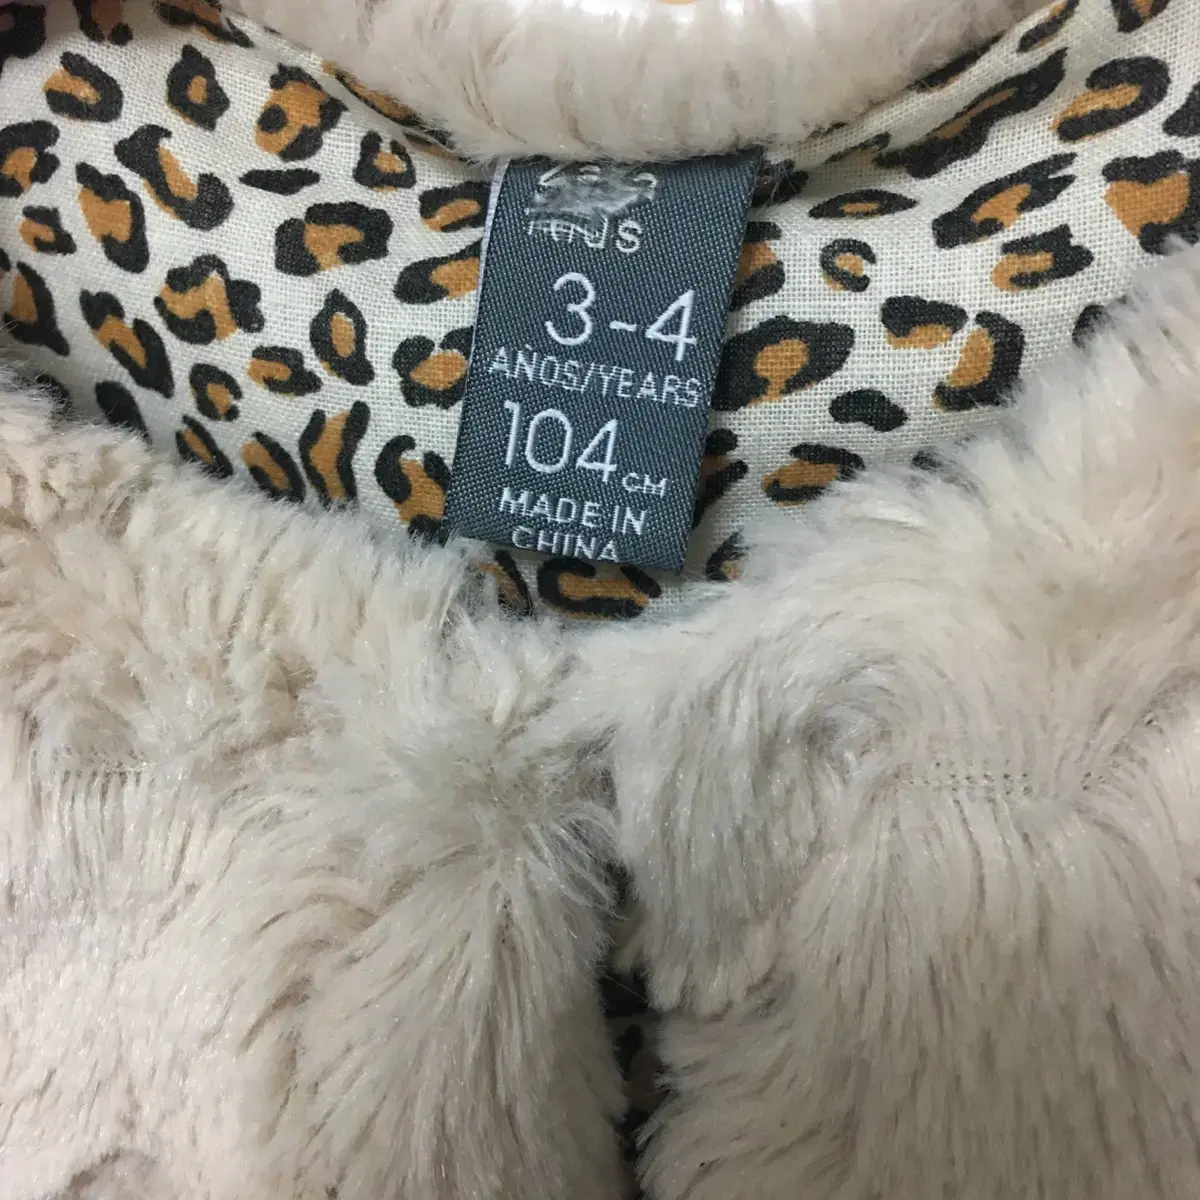 3-4
AÑOS/YEARS
104 CM
MADE IN
CHINA